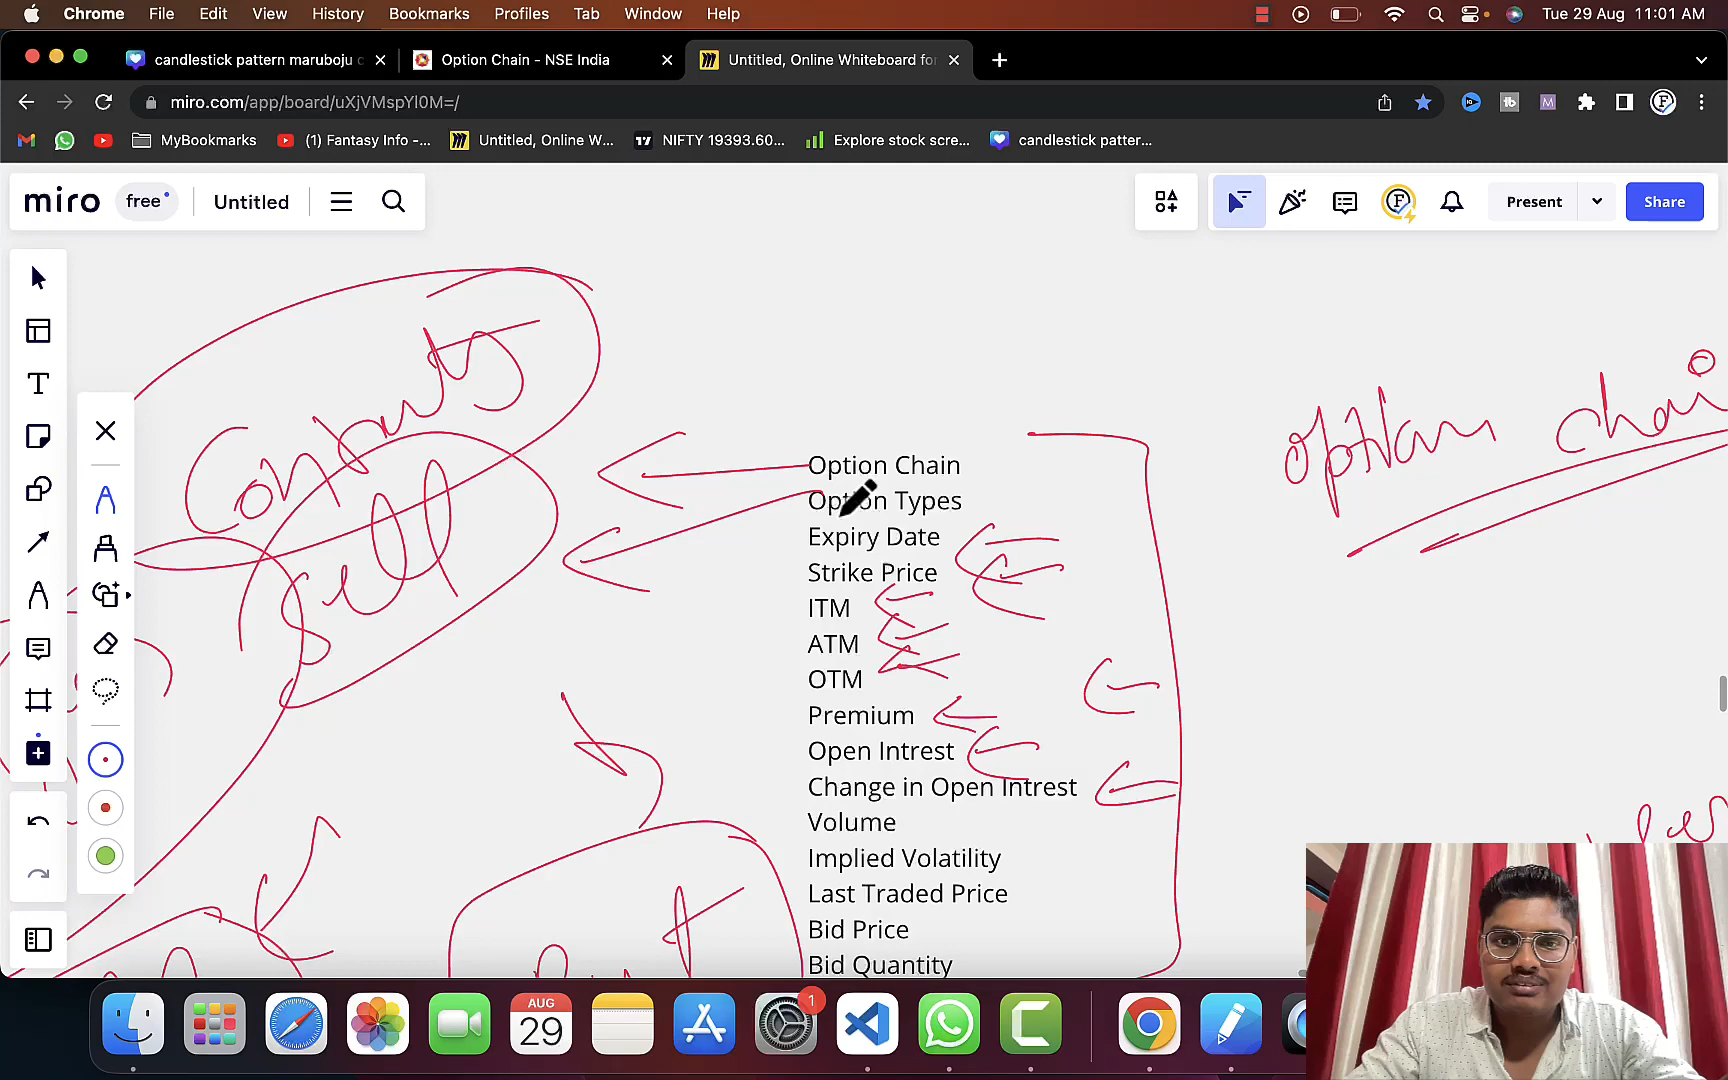 Chrome File Edit View History Bookmarks Profiles Tab Window Help Tue 29 Aug 11:01 AM
candlestick pattern maruboju c Option Chain - NSE India Untitled, Online Whiteboard for
miro.com/app/board/uXjVMspYl0M=/
MyBookmarks (1) Fantasy Info -... Untitled, Online W... NIFTY 19393.60... Explore stock scre... candlestick patter...
miro free Untitled Present Share
Option Chain
Option Types
Expiry Date
Strike Price
ITM
ATM
OTM
Premium
Open Intrest
Change in Open Intrest
Volume
Implied Volatility
Last Traded Price
Bid Price
Bid Quantity
Sell
option chain
AUG
29
1